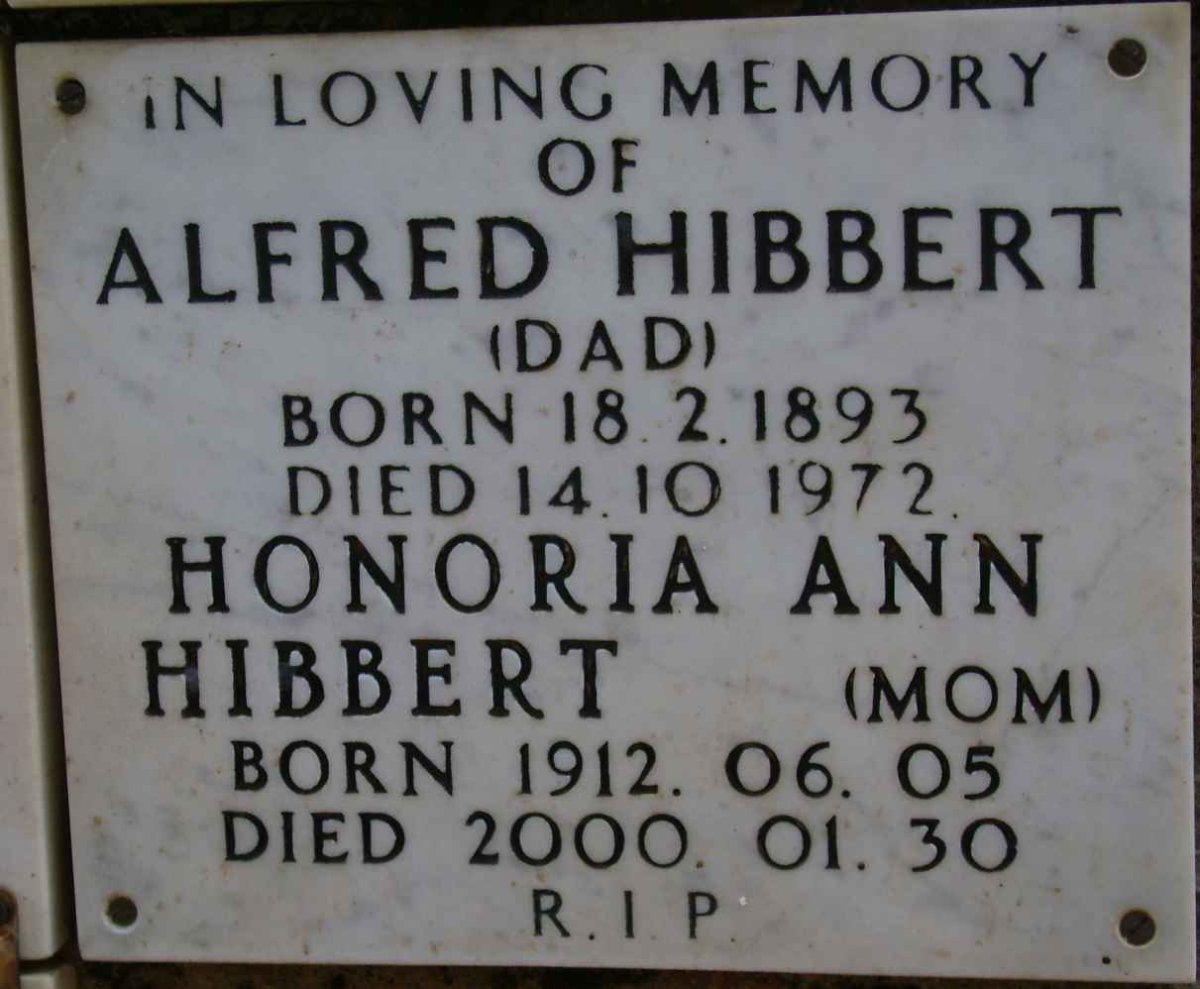 IN LOVING MEMORY
OF
ALFRED HIBBERT
(DAD)
BORN 18.2.1893
DIED 14.10 1972.
HONORIA ANN
HIBBERT (MOM)
BORN 1912. 06. 05
DIED 2000. 01. 30
R.I.P